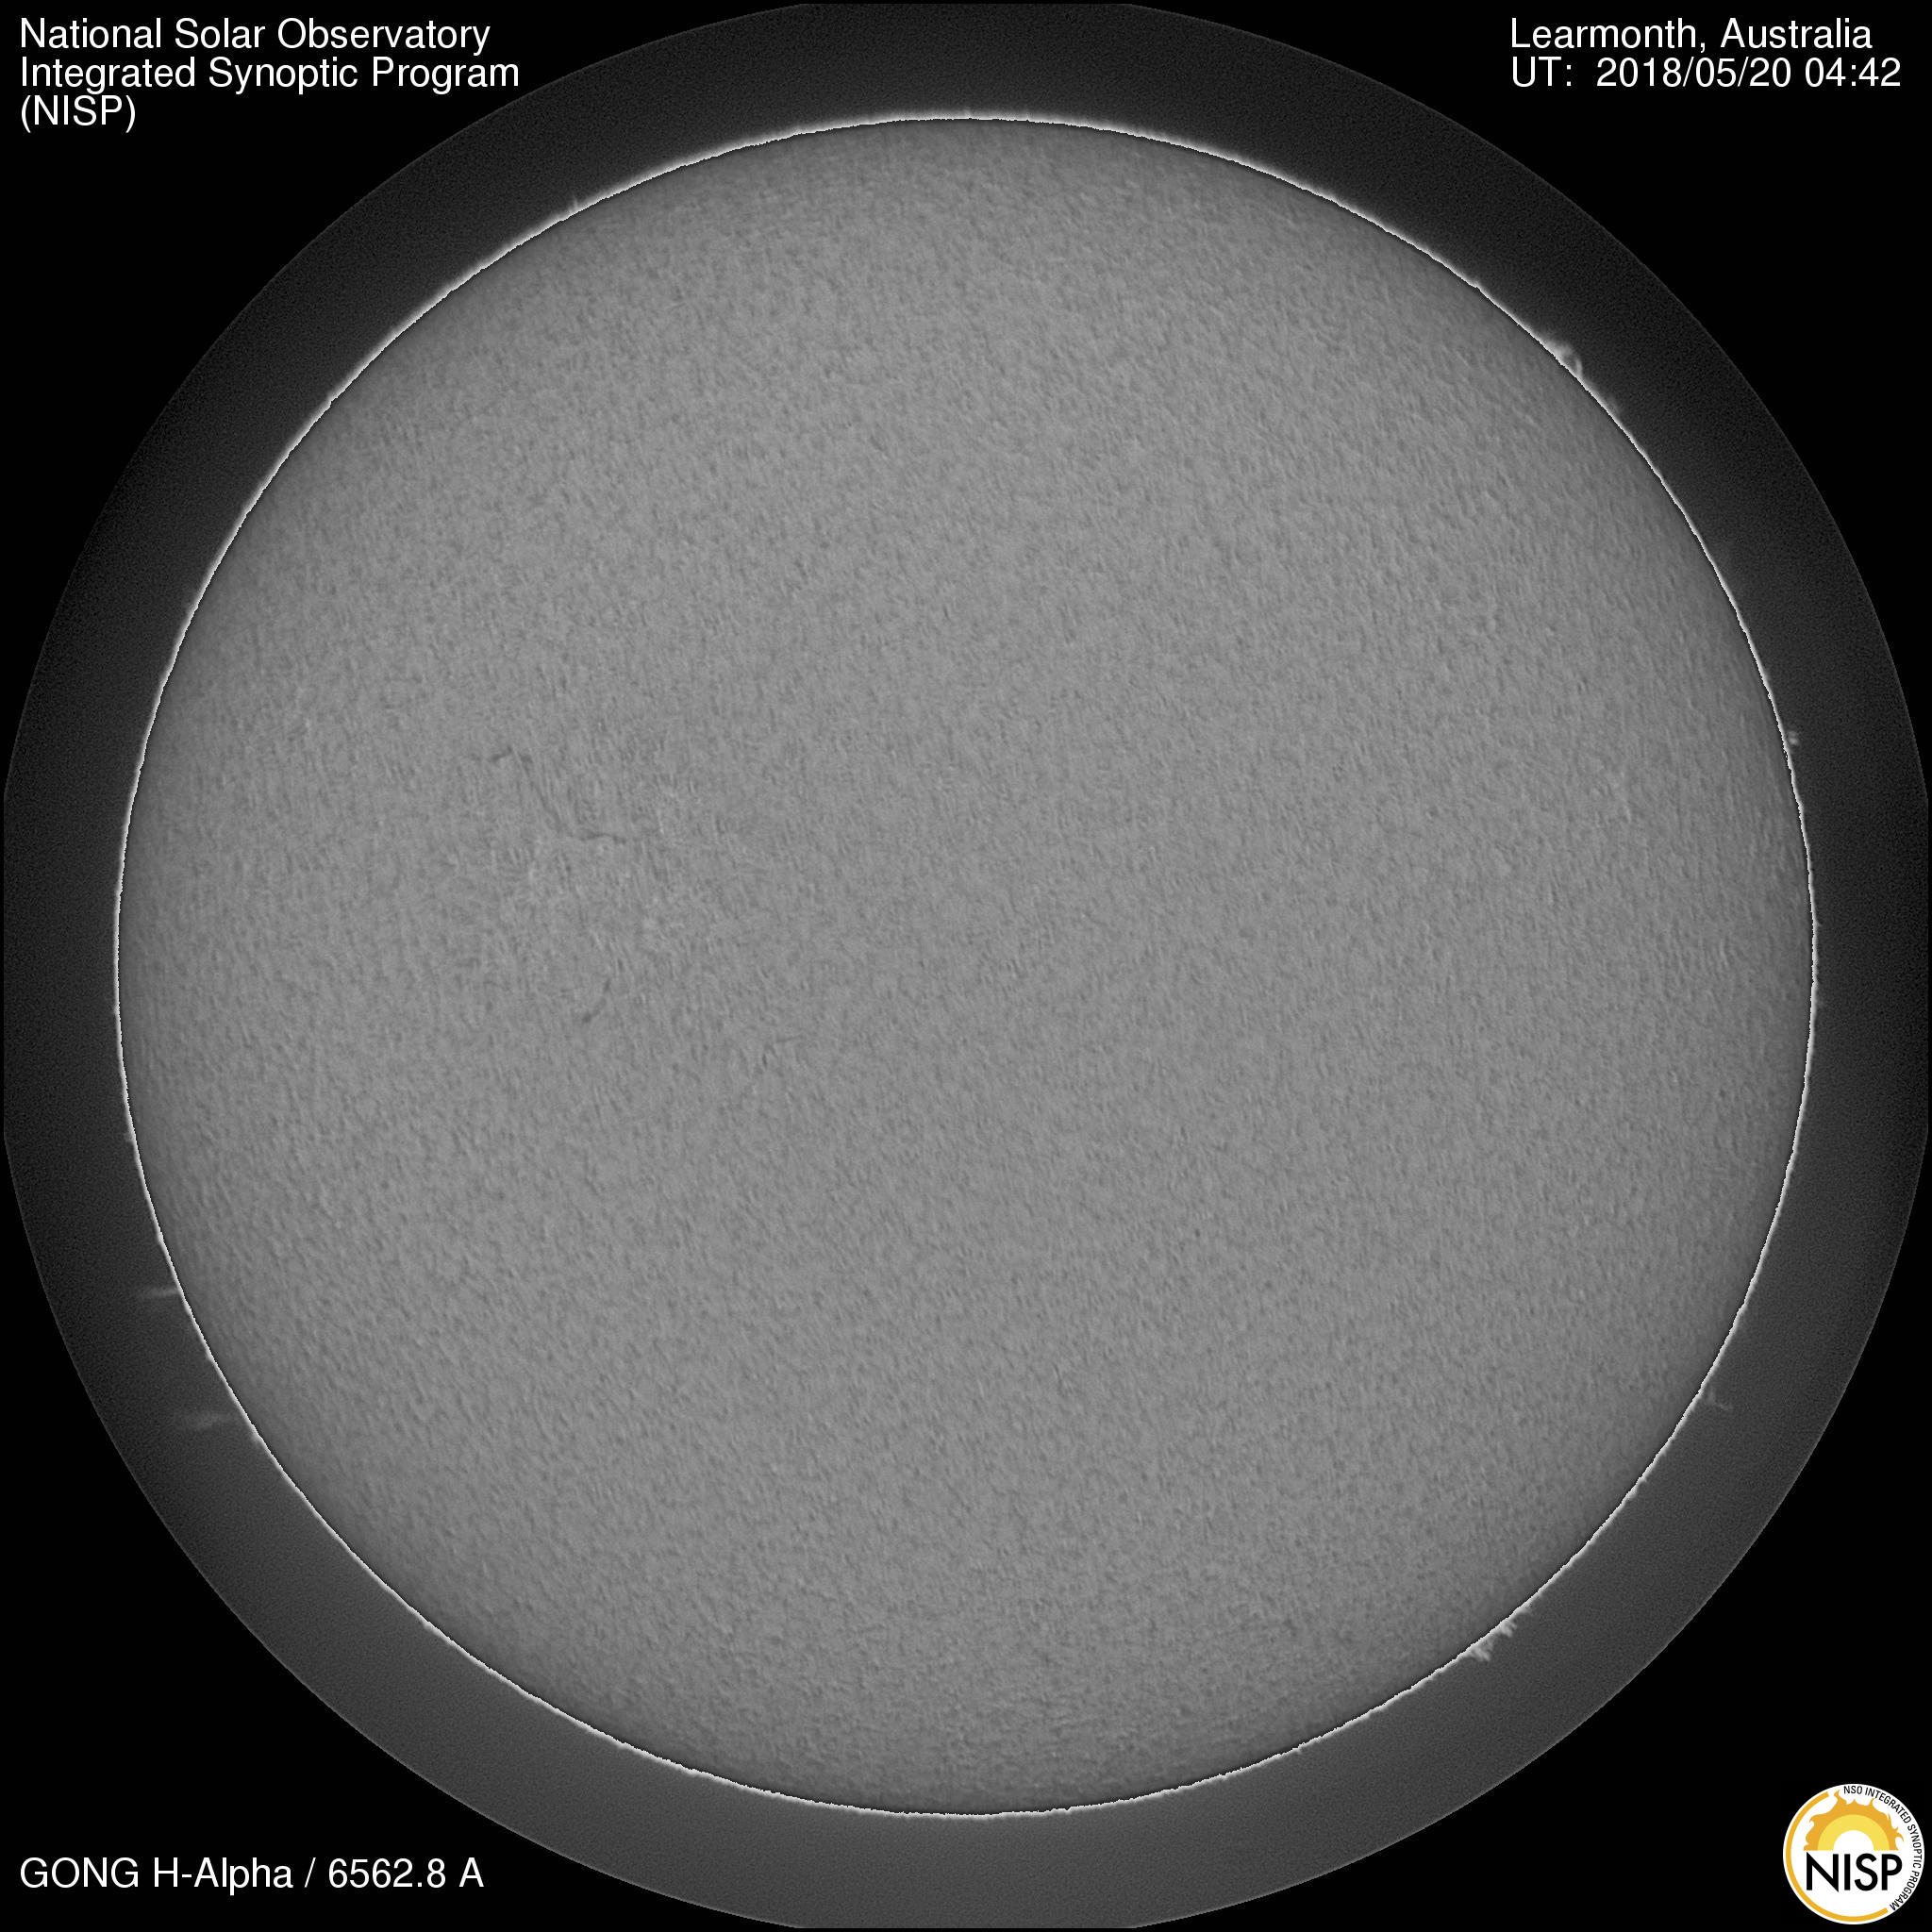 National Solar Observatory
Integrated Synoptic Program
(NISP)
Learmonth, Australia
UT:  2018/05/20 04:42
GONG H-Alpha / 6562.8 A
NSO INTEGRATED SYNOPTIC PROGRAM
NISP